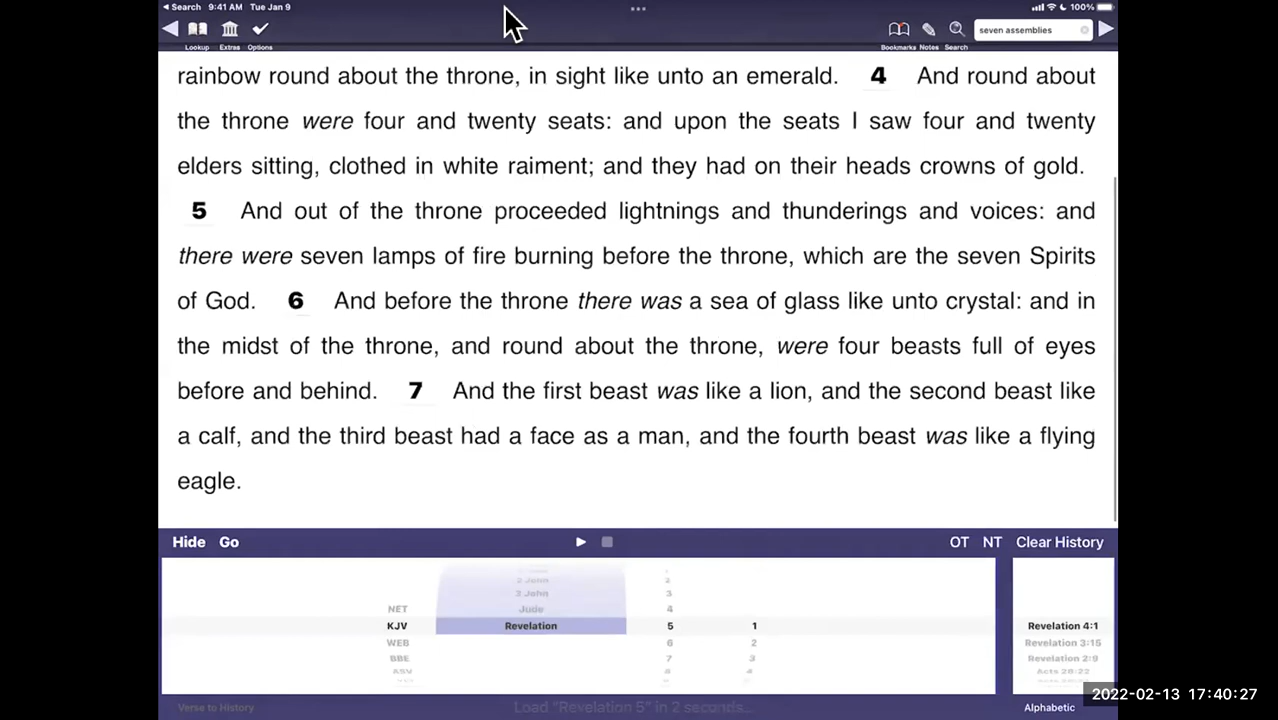 Search 9:41 AM Tue Jan 9 100%
Lookup Extras Options Bookmarks Notes Search seven assemblies
rainbow round about the throne, in sight like unto an emerald. 4 And round about
the throne were four and twenty seats: and upon the seats I saw four and twenty
elders sitting, clothed in white raiment; and they had on their heads crowns of gold.
5 And out of the throne proceeded lightnings and thunderings and voices: and
there were seven lamps of fire burning before the throne, which are the seven Spirits
of God. 6 And before the throne there was a sea of glass like unto crystal: and in
the midst of the throne, and round about the throne, were four beasts full of eyes
before and behind. 7 And the first beast was like a lion, and the second beast like
a calf, and the third beast had a face as a man, and the fourth beast was like a flying
eagle.
Hide Go OT NT Clear History
2 John 2
3 John 3
NET Jude 4
KJV Revelation 5 1 Revelation 4:1
WEB 6 2 Revelation 3:15
BBE 7 3 Revelation 2:9
ASV Acts 28:22
Verse to History Load "Revelation 5" in 2 seconds... Alphabetic
2022-02-13 17:40:27